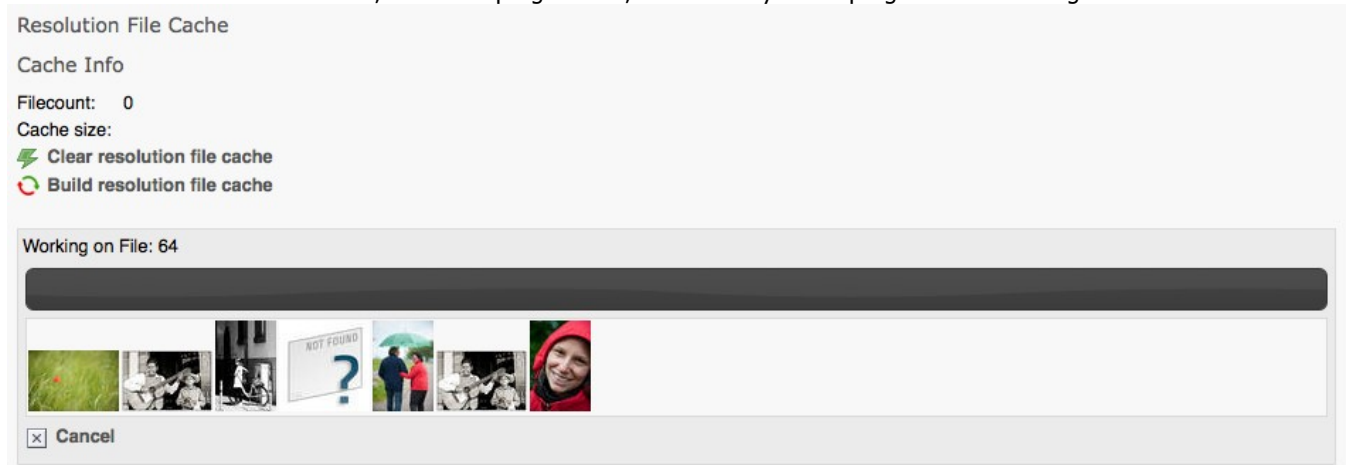 Resolution File Cache
Cache Info
Filecount: 0
Cache size:
Clear resolution file cache
Build resolution file cache
Working on File: 64
NOT FOUND
?
Cancel